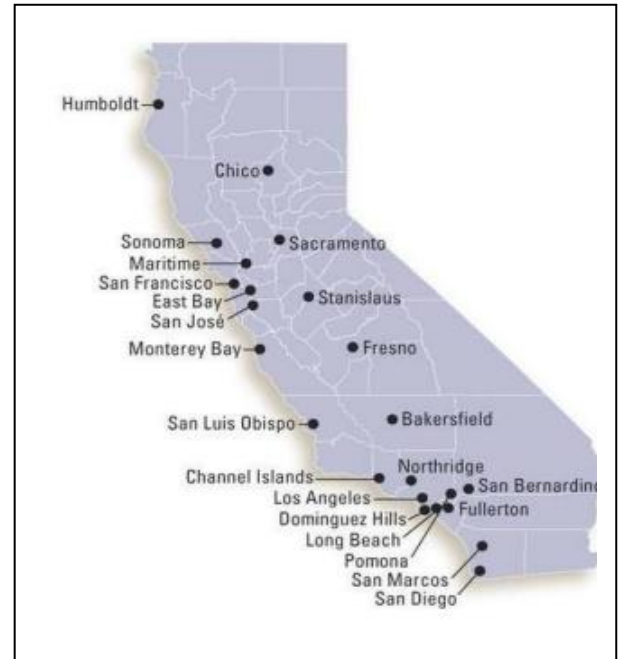 Humboldt
Chico
Sonoma
Sacramento
Maritime
San Francisco
East Bay
Stanislaus
San José
Monterey Bay
Fresno
San Luis Obispo
Bakersfield
Northridge
Channel Islands
San Bernardino
Los Angeles
Fullerton
Dominguez Hills
Long Beach
Pomona
San Marcos
San Diego